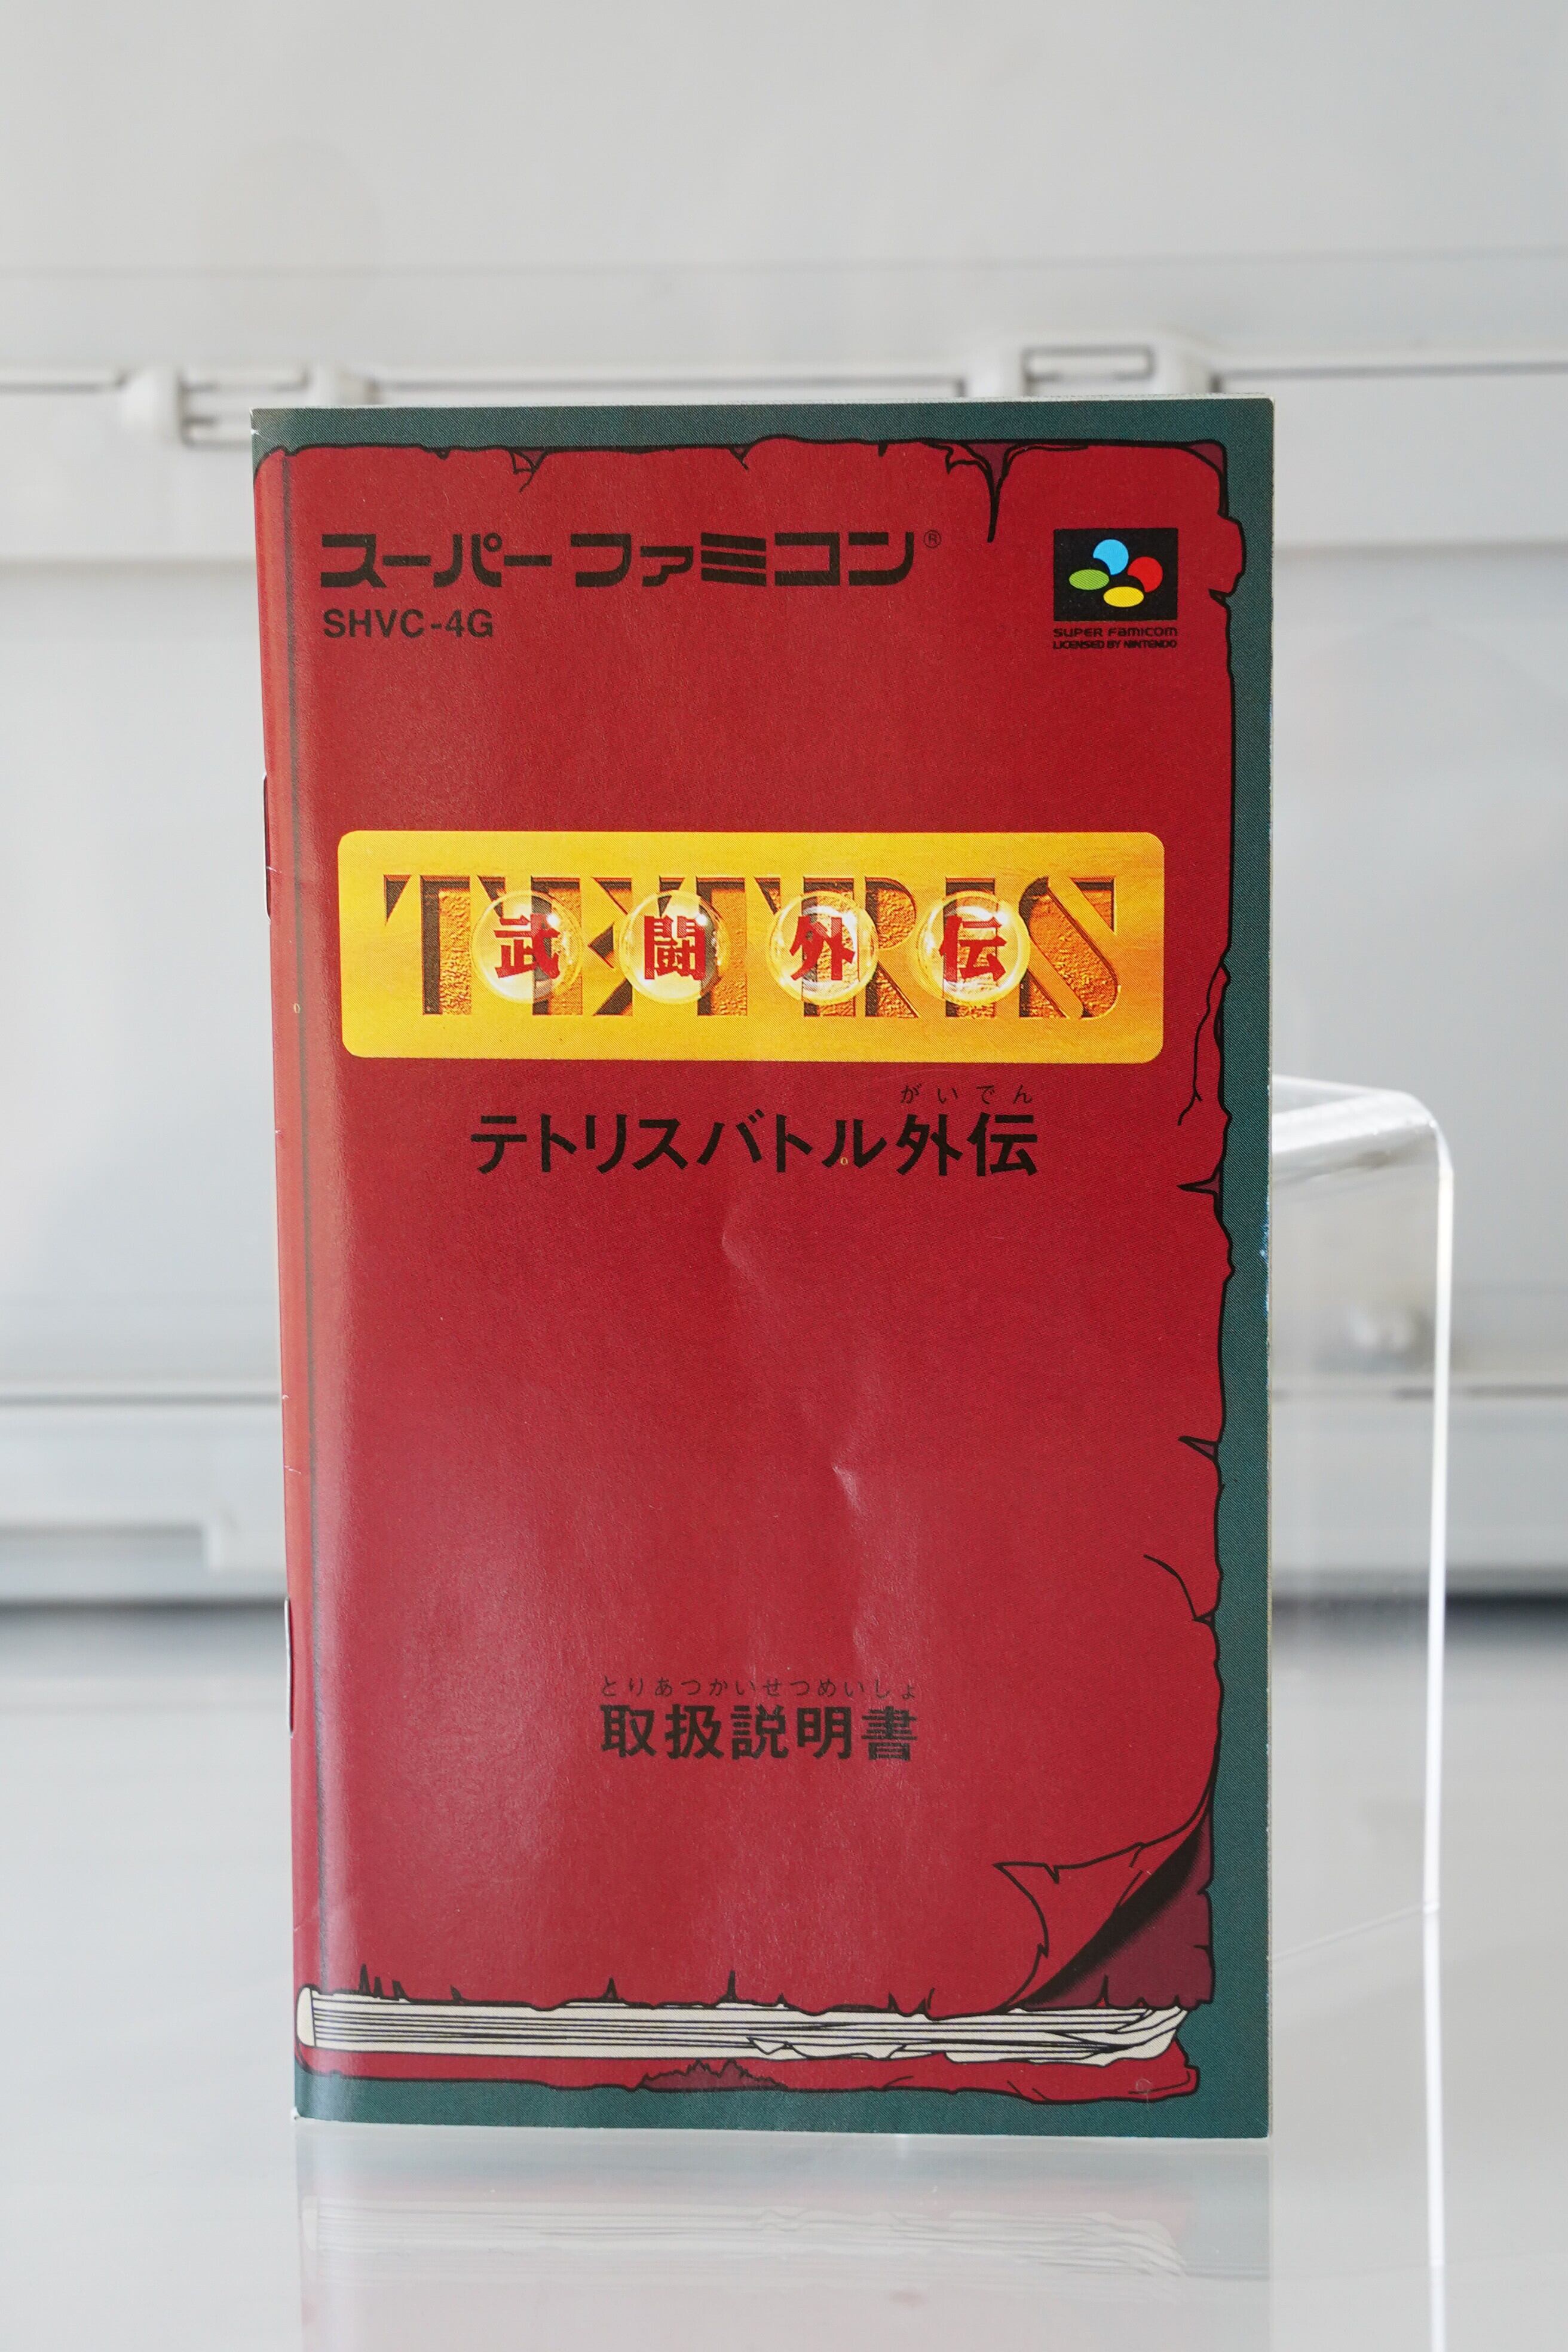 スーパーファミコン®
SHVC-4G
SUPER FAMICOM
LICENSED BY NINTENDO
TETRIS
武闘外伝
がいでん
テトリスバトル外伝
とりあつかいせつめいしょ
取扱説明書